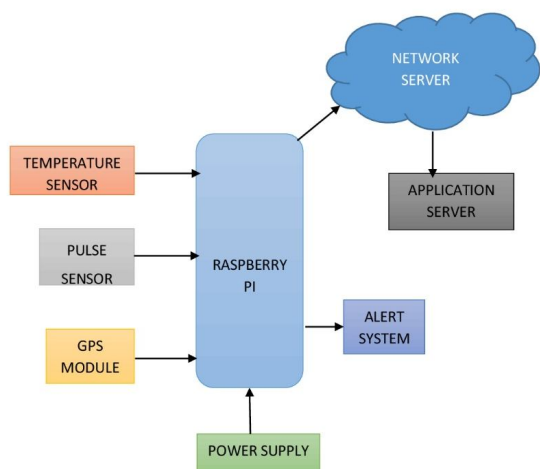 NETWORK
SERVER
TEMPERATURE
SENSOR
APPLICATION
SERVER
PULSE
SENSOR
RASPBERRY
PI
ALERT
SYSTEM
GPS
MODULE
POWER SUPPLY